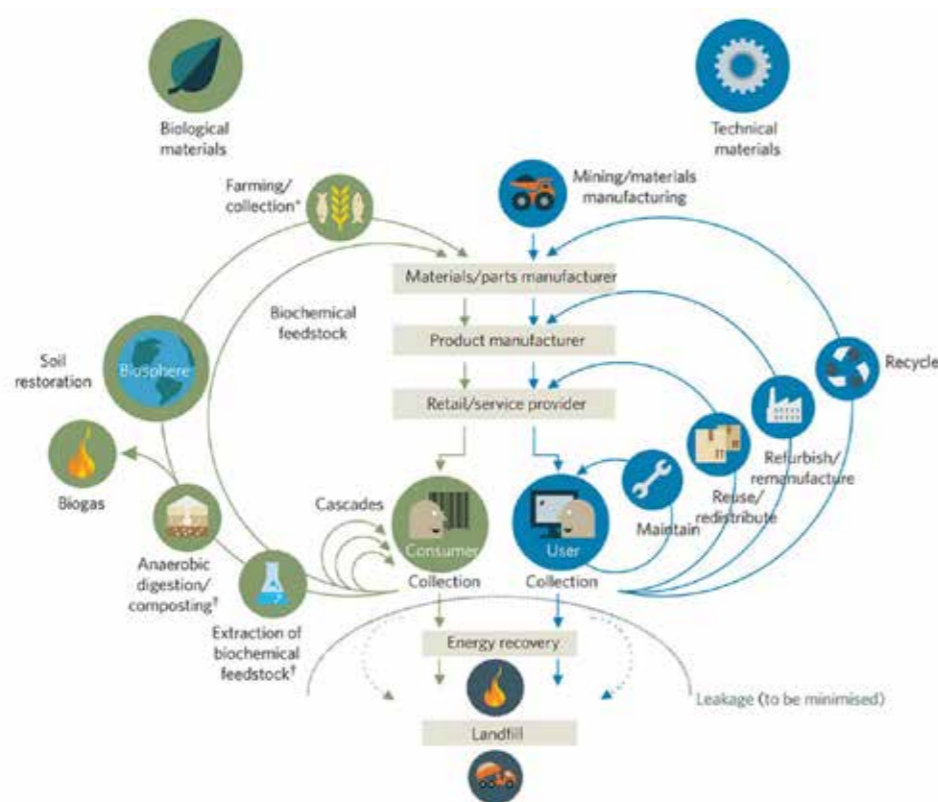 Biological
materials
Technical
materials
Farming/
collection*
Mining/materials
manufacturing
Materials/parts manufacturer
Biochemical
feedstock
Product manufacturer
Soil
restoration
Biosphere
Recycle
Retail/service provider
Refurbish/
remanufacture
Biogas
Reuse/
redistribute
Cascades
Maintain
Consumer
User
Anaerobic
digestion/
composting†
Collection
Collection
Extraction of
biochemical
feedstock†
Energy recovery
Leakage (to be minimised)
Landfill